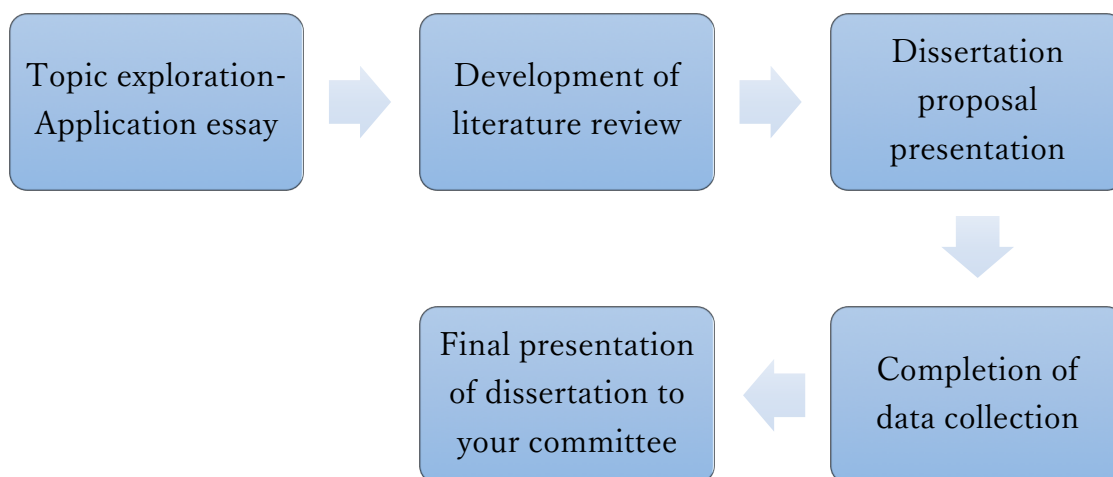 Topic exploration-
Application essay
Development of
literature review
Dissertation
proposal
presentation
Completion of
data collection
Final presentation
of dissertation to
your committee